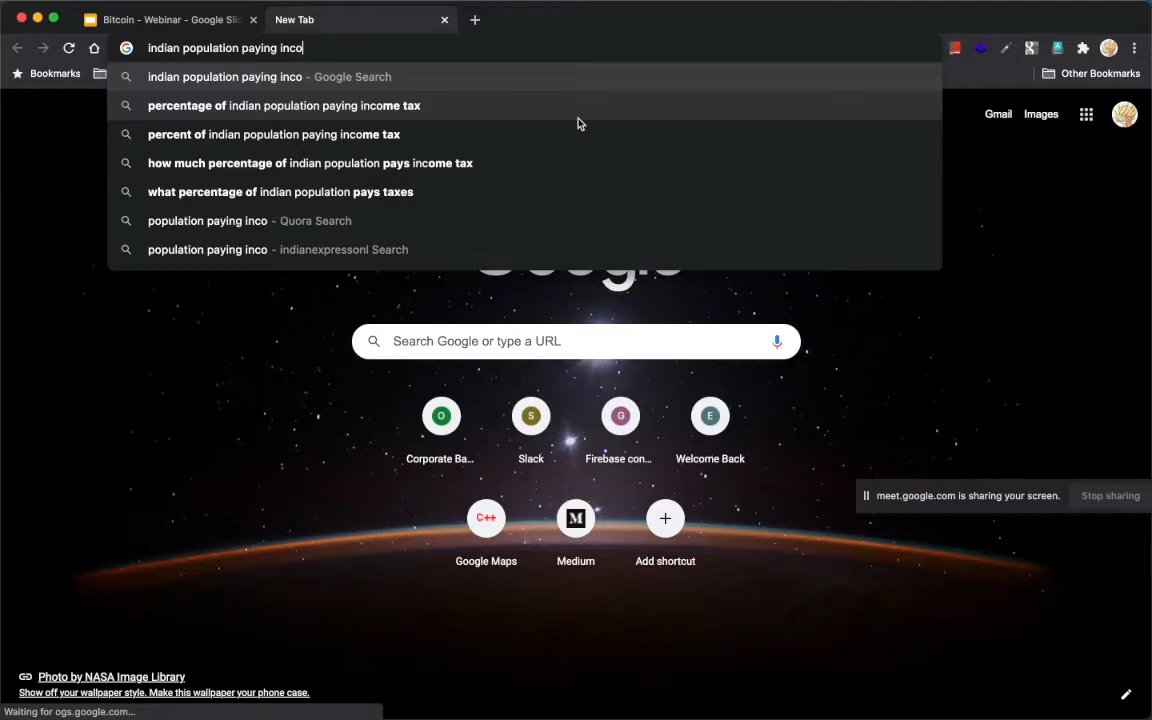 Bitcoin - Webinar - Google Slid
New Tab
indian population paying inco
Bookmarks
Other Bookmarks
indian population paying inco - Google Search
percentage of indian population paying income tax
percent of indian population paying income tax
how much percentage of indian population pays income tax
what percentage of indian population pays taxes
population paying inco - Quora Search
population paying inco - indianexpressonl Search
Gmail Images
Google
Search Google or type a URL
O S G E
Corporate Ba... Slack Firebase con... Welcome Back
meet.google.com is sharing your screen. Stop sharing
C++ M
Google Maps Medium Add shortcut
Photo by NASA Image Library
Show off your wallpaper style. Make this wallpaper your phone case.
Waiting for ogs.google.com...